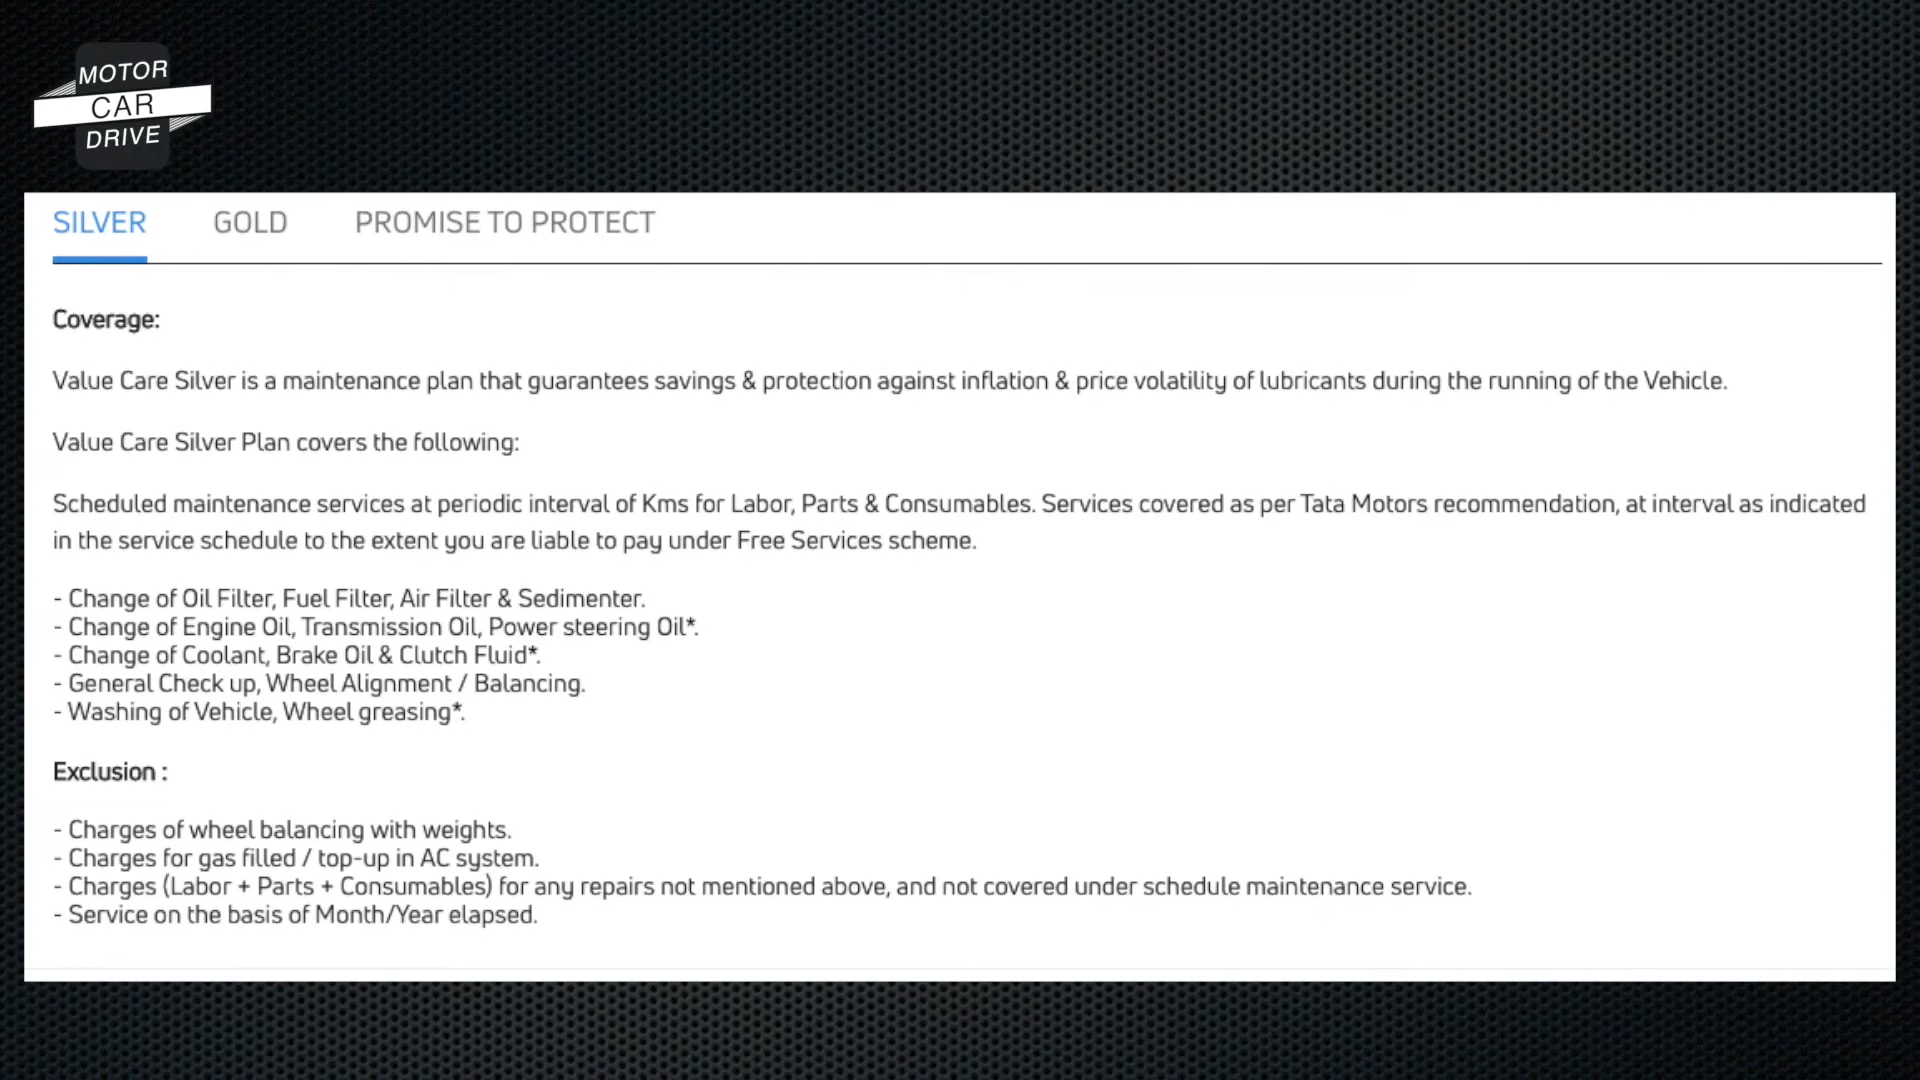 MOTOR
CAR
DRIVE
SILVER GOLD PROMISE TO PROTECT
Coverage:
Value Care Silver is a maintenance plan that guarantees savings & protection against inflation & price volatility of lubricants during the running of the Vehicle.
Value Care Silver Plan covers the following:
Scheduled maintenance services at periodic interval of Kms for Labor, Parts & Consumables. Services covered as per Tata Motors recommendation, at interval as indicated
in the service schedule to the extent you are liable to pay under Free Services scheme.
- Change of Oil Filter, Fuel Filter, Air Filter & Sedimenter.
- Change of Engine Oil, Transmission Oil, Power steering Oil*.
- Change of Coolant, Brake Oil & Clutch Fluid*.
- General Check up, Wheel Alignment / Balancing.
- Washing of Vehicle, Wheel greasing*.
Exclusion :
- Charges of wheel balancing with weights.
- Charges for gas filled / top-up in AC system.
- Charges (Labor + Parts + Consumables) for any repairs not mentioned above, and not covered under schedule maintenance service.
- Service on the basis of Month/Year elapsed.